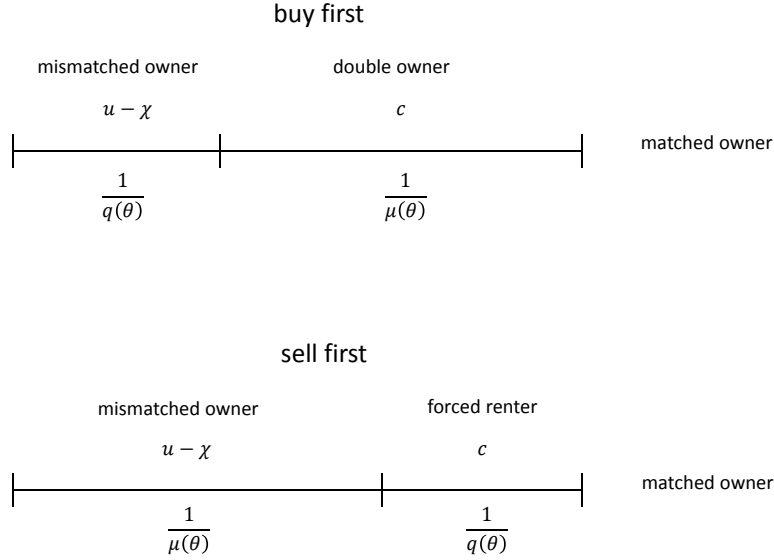 buy first
mismatched owner double owner
u − χ c
matched owner
1/q(θ) 1/μ(θ)
sell first
mismatched owner forced renter
u − χ c
matched owner
1/μ(θ) 1/q(θ)